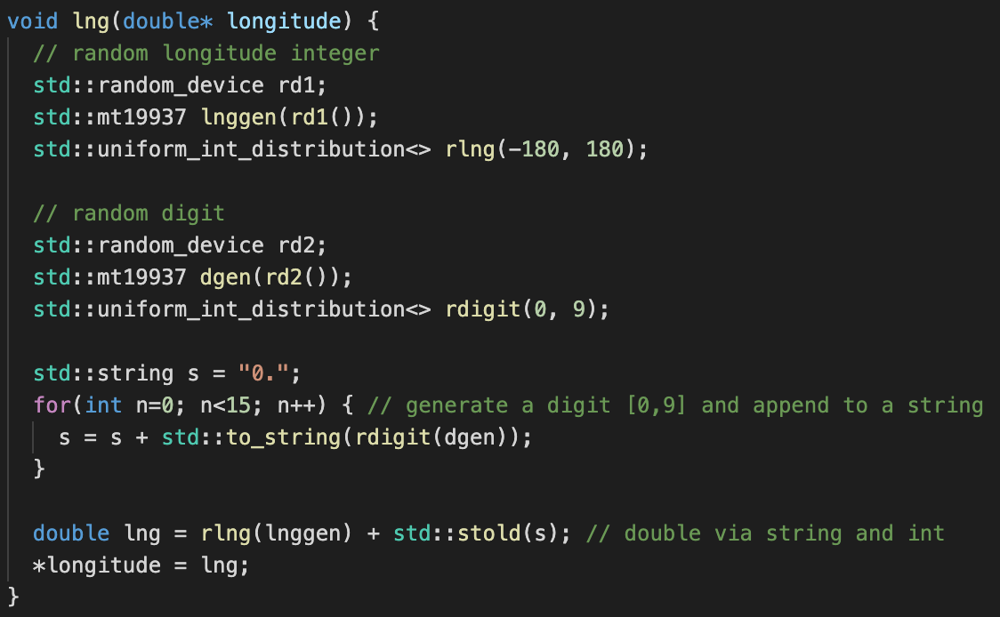 void lng(double* longitude) {
  // random longitude integer
  std::random_device rd1;
  std::mt19937 lnggen(rd1());
  std::uniform_int_distribution<> rlng(-180, 180);

  // random digit
  std::random_device rd2;
  std::mt19937 dgen(rd2());
  std::uniform_int_distribution<> rdigit(0, 9);

  std::string s = "0.";
  for(int n=0; n<15; n++) { // generate a digit [0,9] and append to a string
    s = s + std::to_string(rdigit(dgen));
  }

  double lng = rlng(lnggen) + std::stold(s); // double via string and int
  *longitude = lng;
}